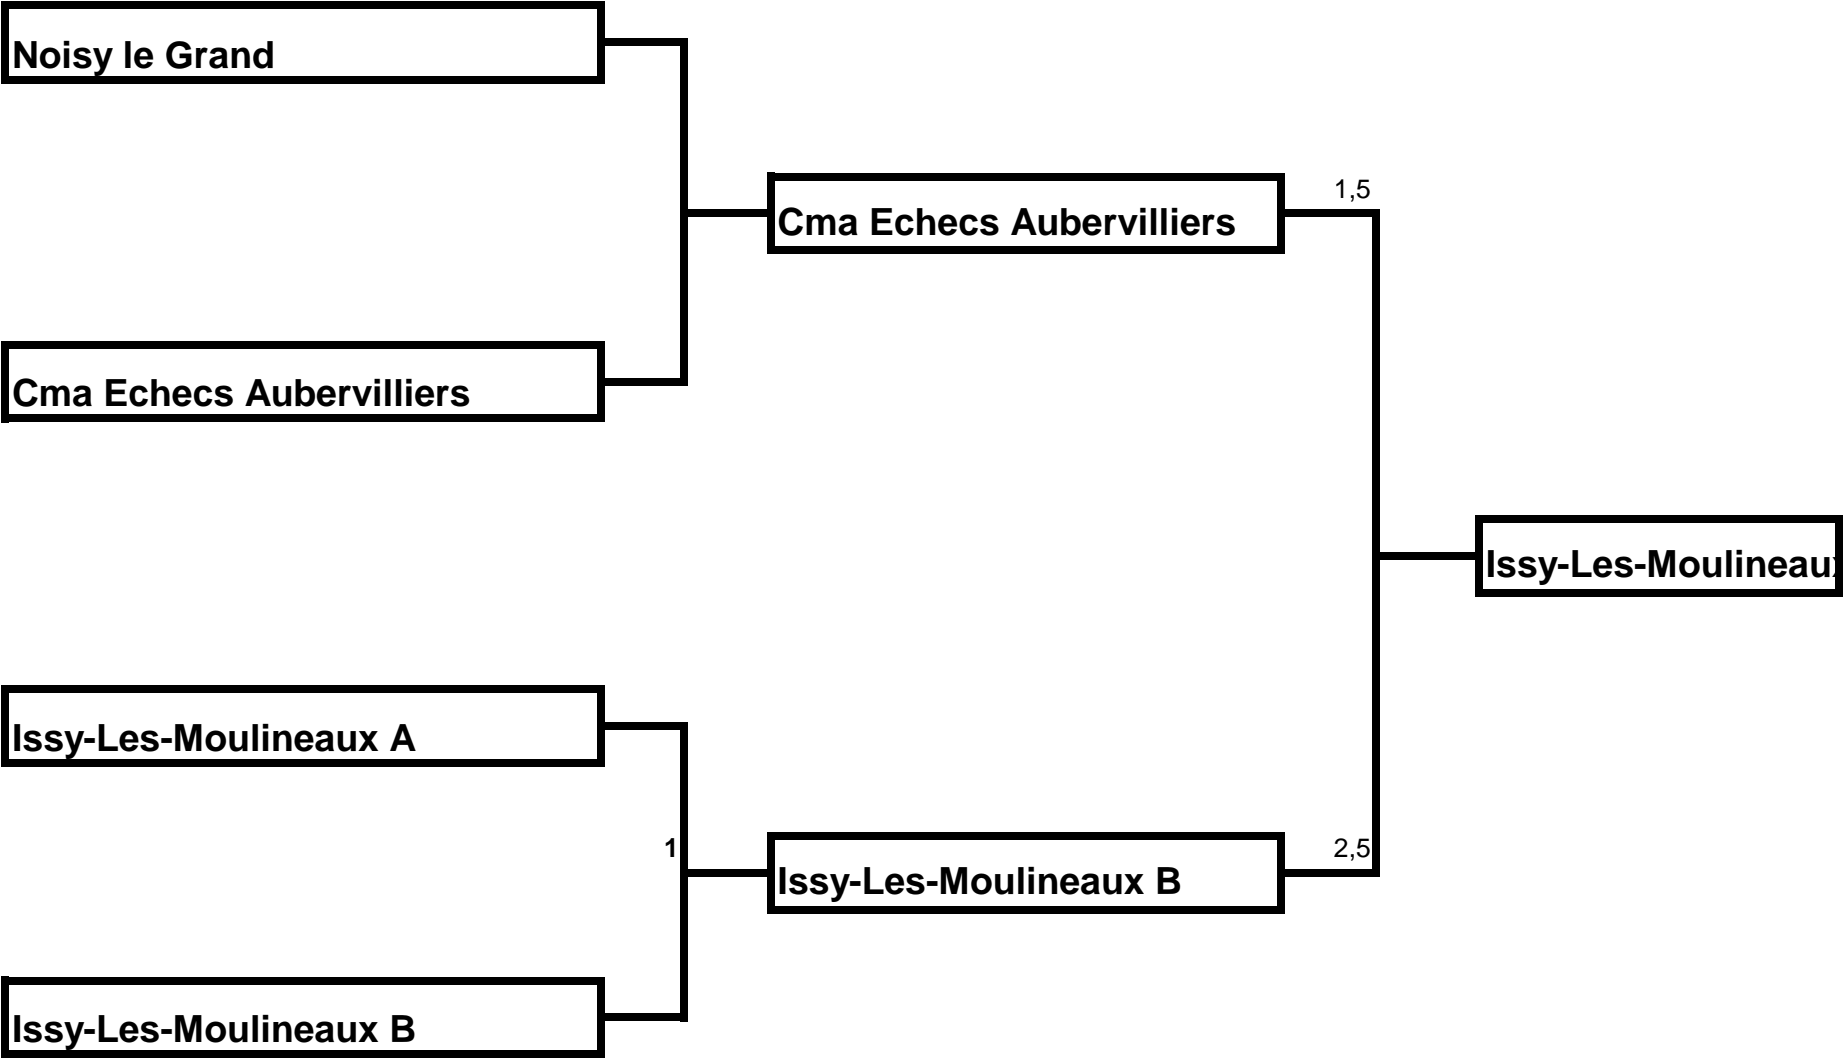 Noisy le Grand
1,5
Cma Echecs Aubervilliers
Cma Echecs Aubervilliers
Issy-Les-Moulineaux
Issy-Les-Moulineaux A
1
2,5
Issy-Les-Moulineaux B
Issy-Les-Moulineaux B